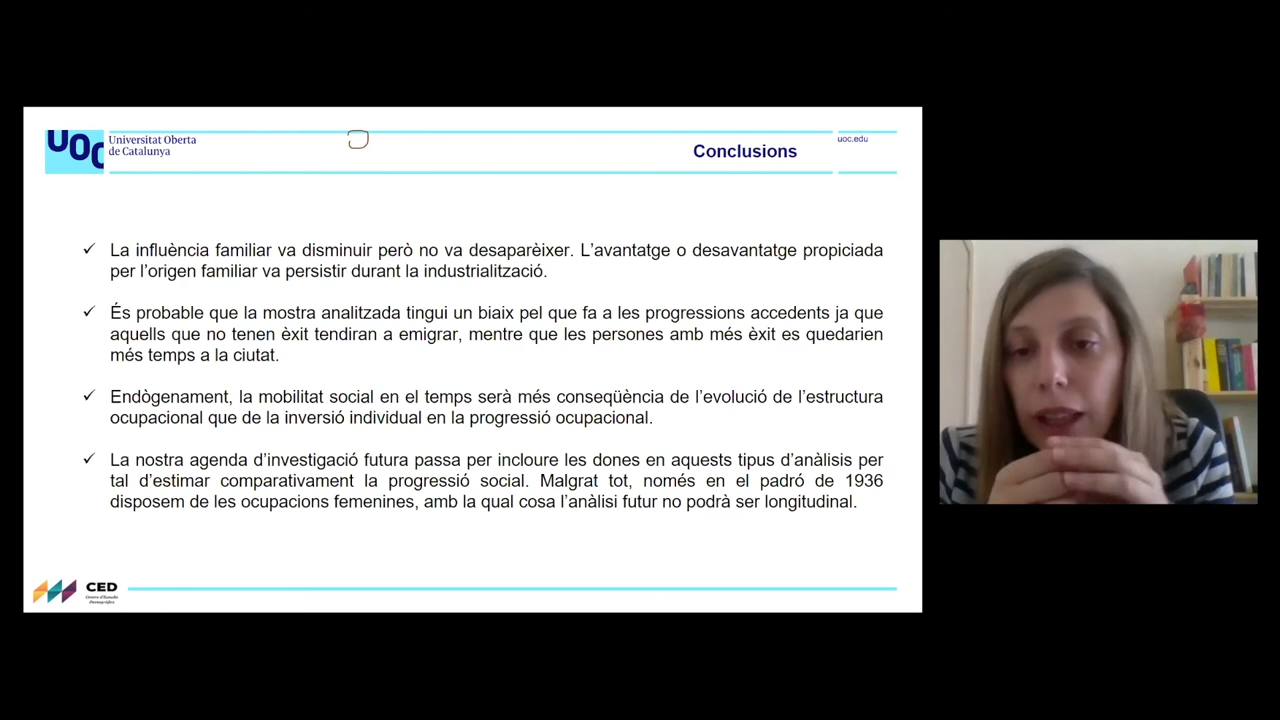 UOC
Universitat Oberta
de Catalunya
Conclusions
uoc.edu
La influència familiar va disminuir però no va desaparèixer. L’avantatge o desavantatge propiciada
per l’origen familiar va persistir durant la industrialització.
És probable que la mostra analitzada tingui un biaix pel que fa a les progressions accedents ja que
aquells que no tenen èxit tendiran a emigrar, mentre que les persones amb més èxit es quedarien
més temps a la ciutat.
Endògenament, la mobilitat social en el temps serà més conseqüència de l’evolució de l’estructura
ocupacional que de la inversió individual en la progressió ocupacional.
La nostra agenda d’investigació futura passa per incloure les dones en aquests tipus d’anàlisis per
tal d’estimar comparativament la progressió social. Malgrat tot, només en el padró de 1936
disposem de les ocupacions femenines, amb la qual cosa l’anàlisi futur no podrà ser longitudinal.
CED
Centre d’Estudis
Demogràfics